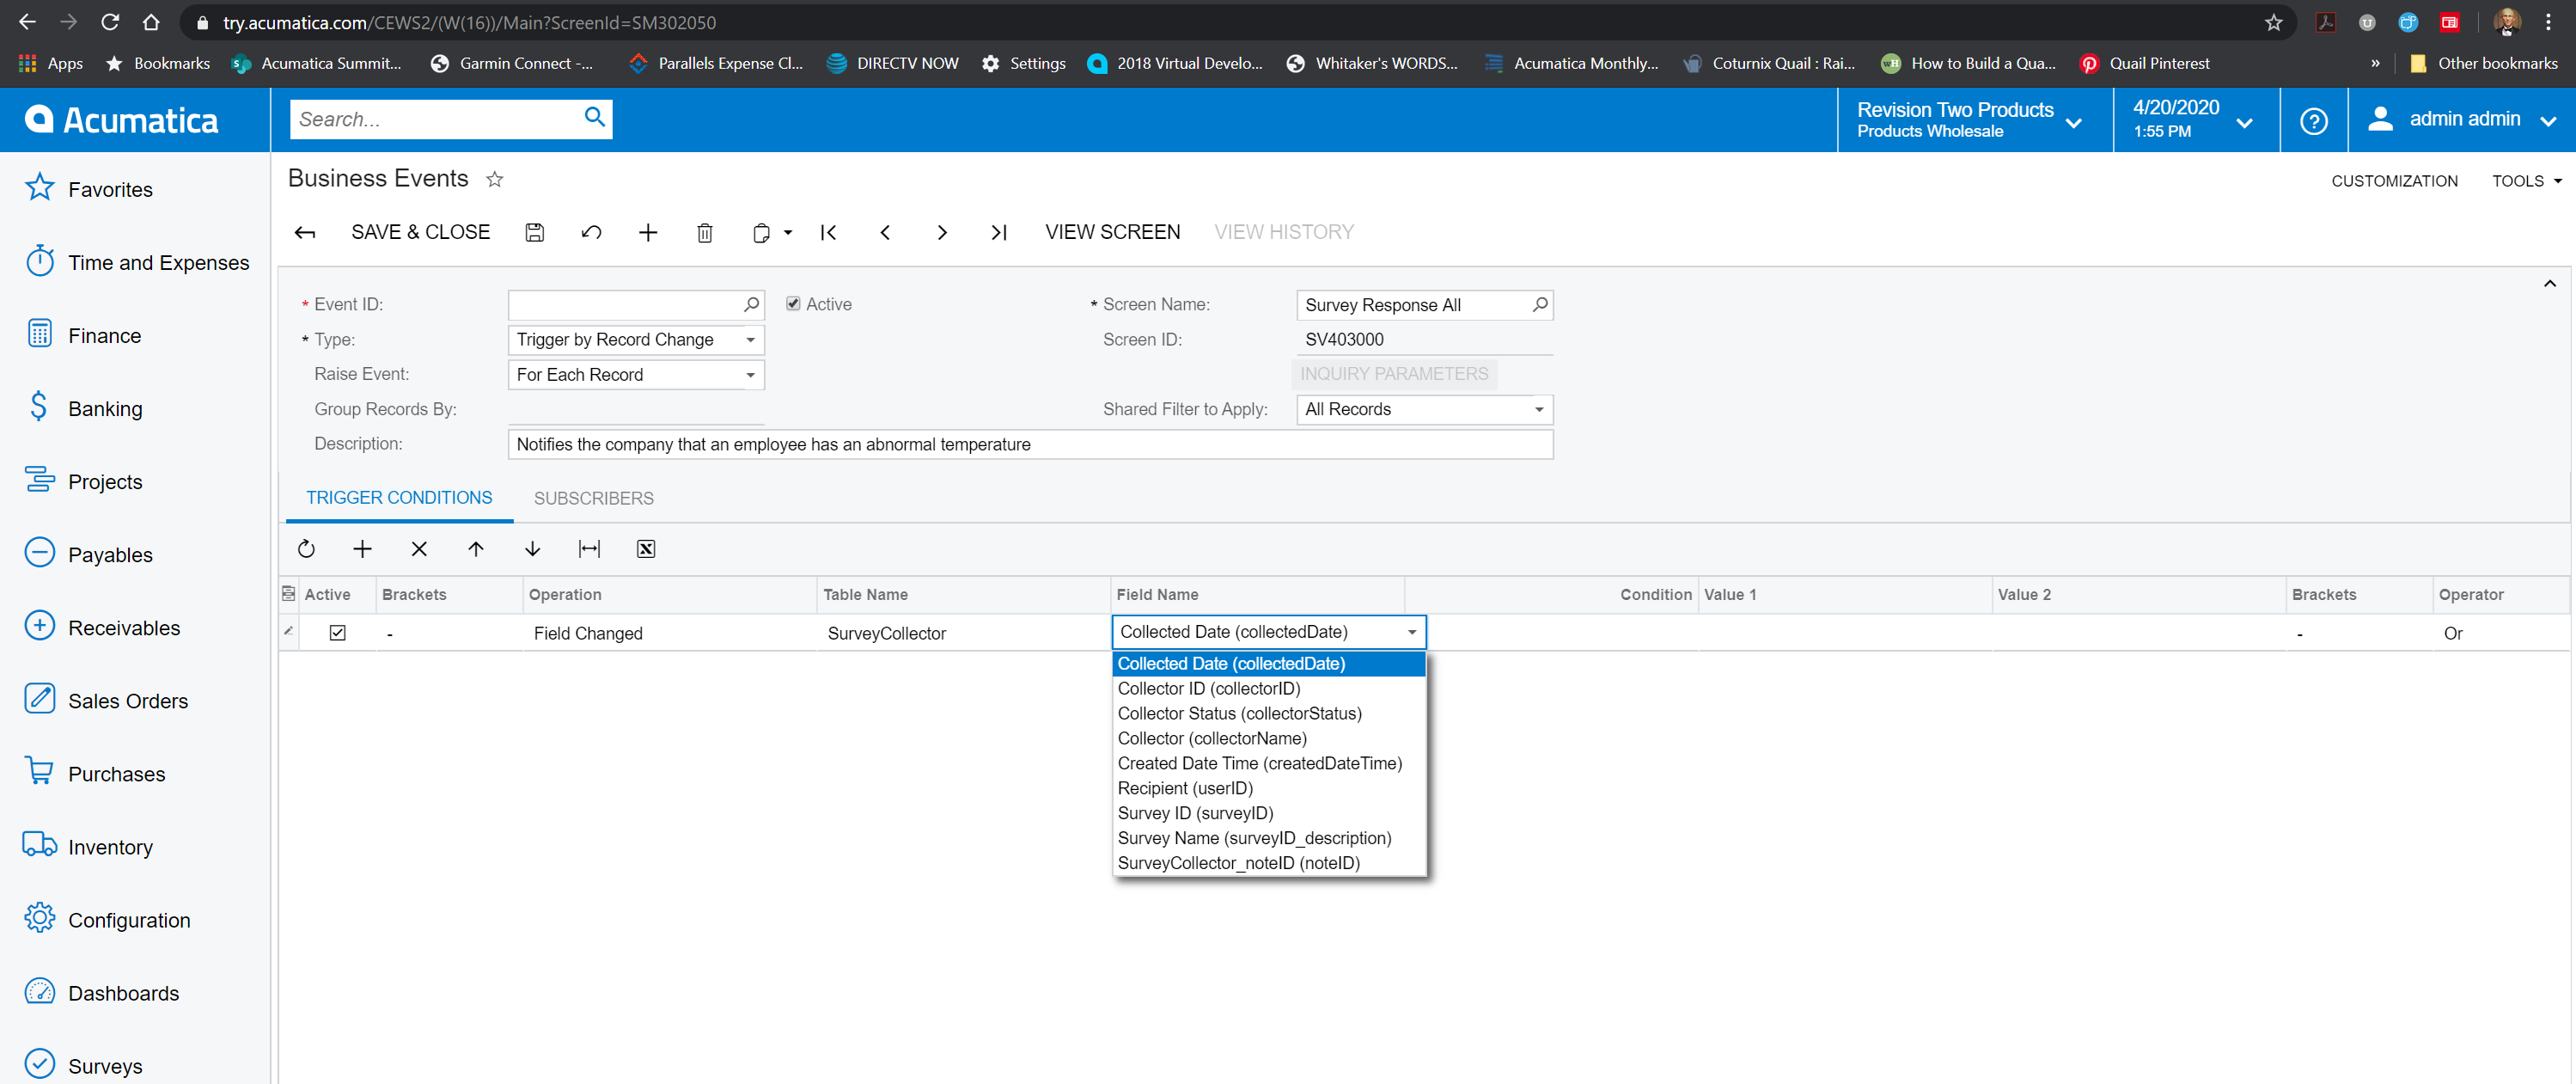 try.acumatica.com/CEWS2/(W(16))/Main?ScreenId=SM302050
Apps Bookmarks Acumatica Summit... Garmin Connect -... Parallels Expense Cl... DIRECTV NOW Settings 2018 Virtual Develo... Whitaker's WORDS... Acumatica Monthly... Coturnix Quail : Rai... How to Build a Qua... Quail Pinterest » Other bookmarks
Acumatica
Search...
Revision Two Products
Products Wholesale
4/20/2020
1:55 PM
admin admin
Favorites
Time and Expenses
Finance
Banking
Projects
Payables
Receivables
Sales Orders
Purchases
Inventory
Configuration
Dashboards
Surveys
Business Events
CUSTOMIZATION TOOLS
SAVE & CLOSE VIEW SCREEN VIEW HISTORY
* Event ID: Active * Screen Name: Survey Response All
* Type: Trigger by Record Change Screen ID: SV403000
Raise Event: For Each Record INQUIRY PARAMETERS
Group Records By: Shared Filter to Apply: All Records
Description: Notifies the company that an employee has an abnormal temperature
TRIGGER CONDITIONS SUBSCRIBERS
Active Brackets Operation Table Name Field Name Condition Value 1 Value 2 Brackets Operator
- Field Changed SurveyCollector Collected Date (collectedDate) - Or
Collected Date (collectedDate)
Collector ID (collectorID)
Collector Status (collectorStatus)
Collector (collectorName)
Created Date Time (createdDateTime)
Recipient (userID)
Survey ID (surveyID)
Survey Name (surveyID_description)
SurveyCollector_noteID (noteID)